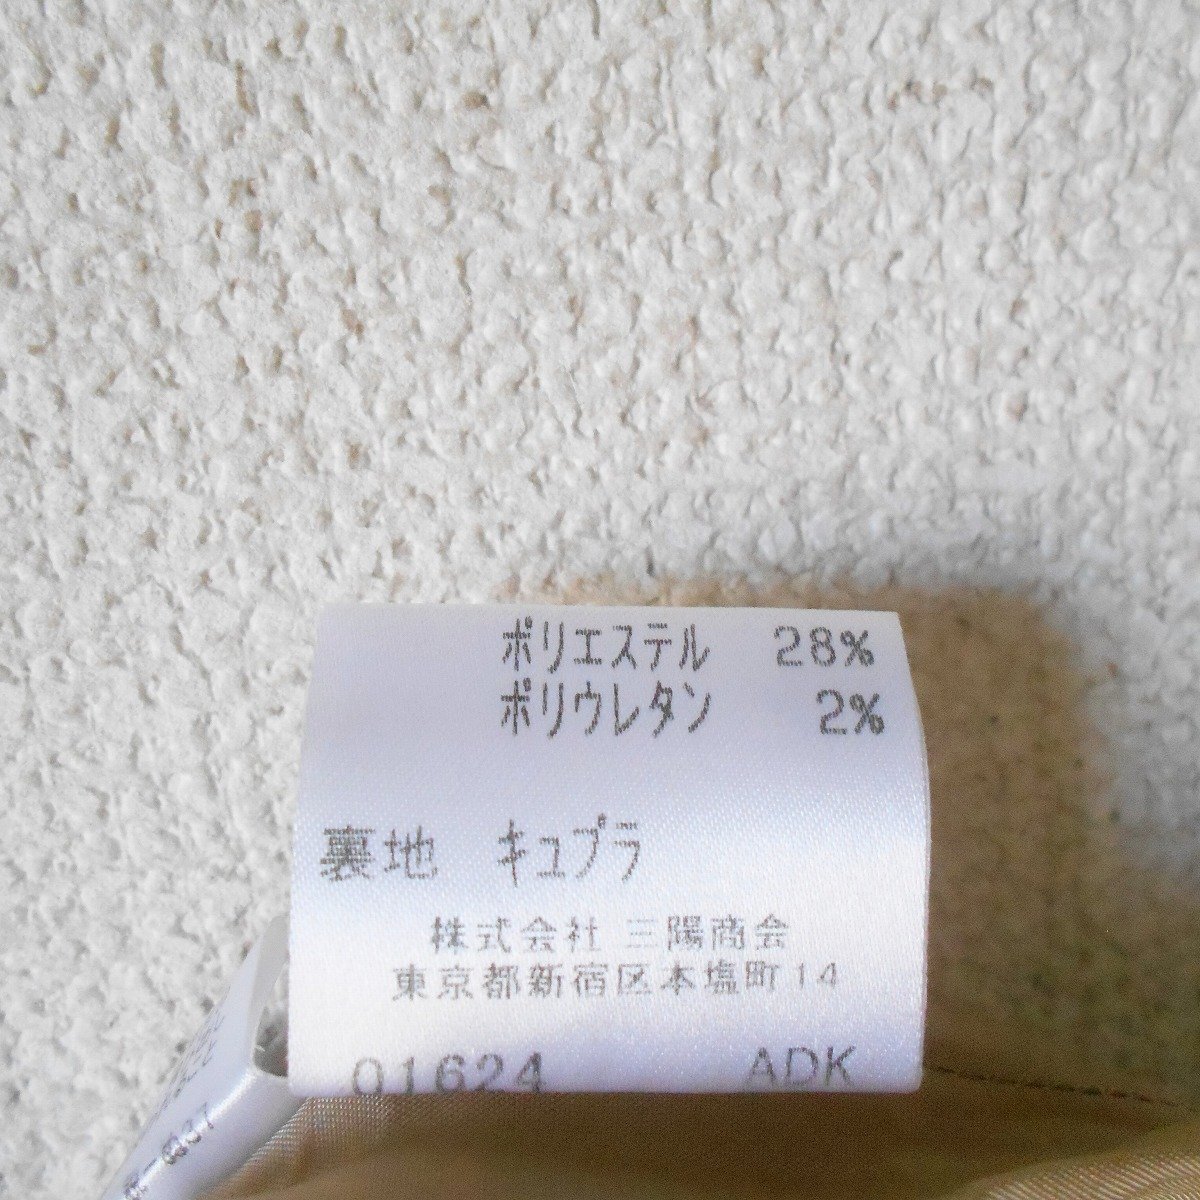 ポリエステル 28%
ポリウレタン 2%
裏地 キュプラ
株式会社 三陽商会
東京都新宿区本塩町14
01624 ADK